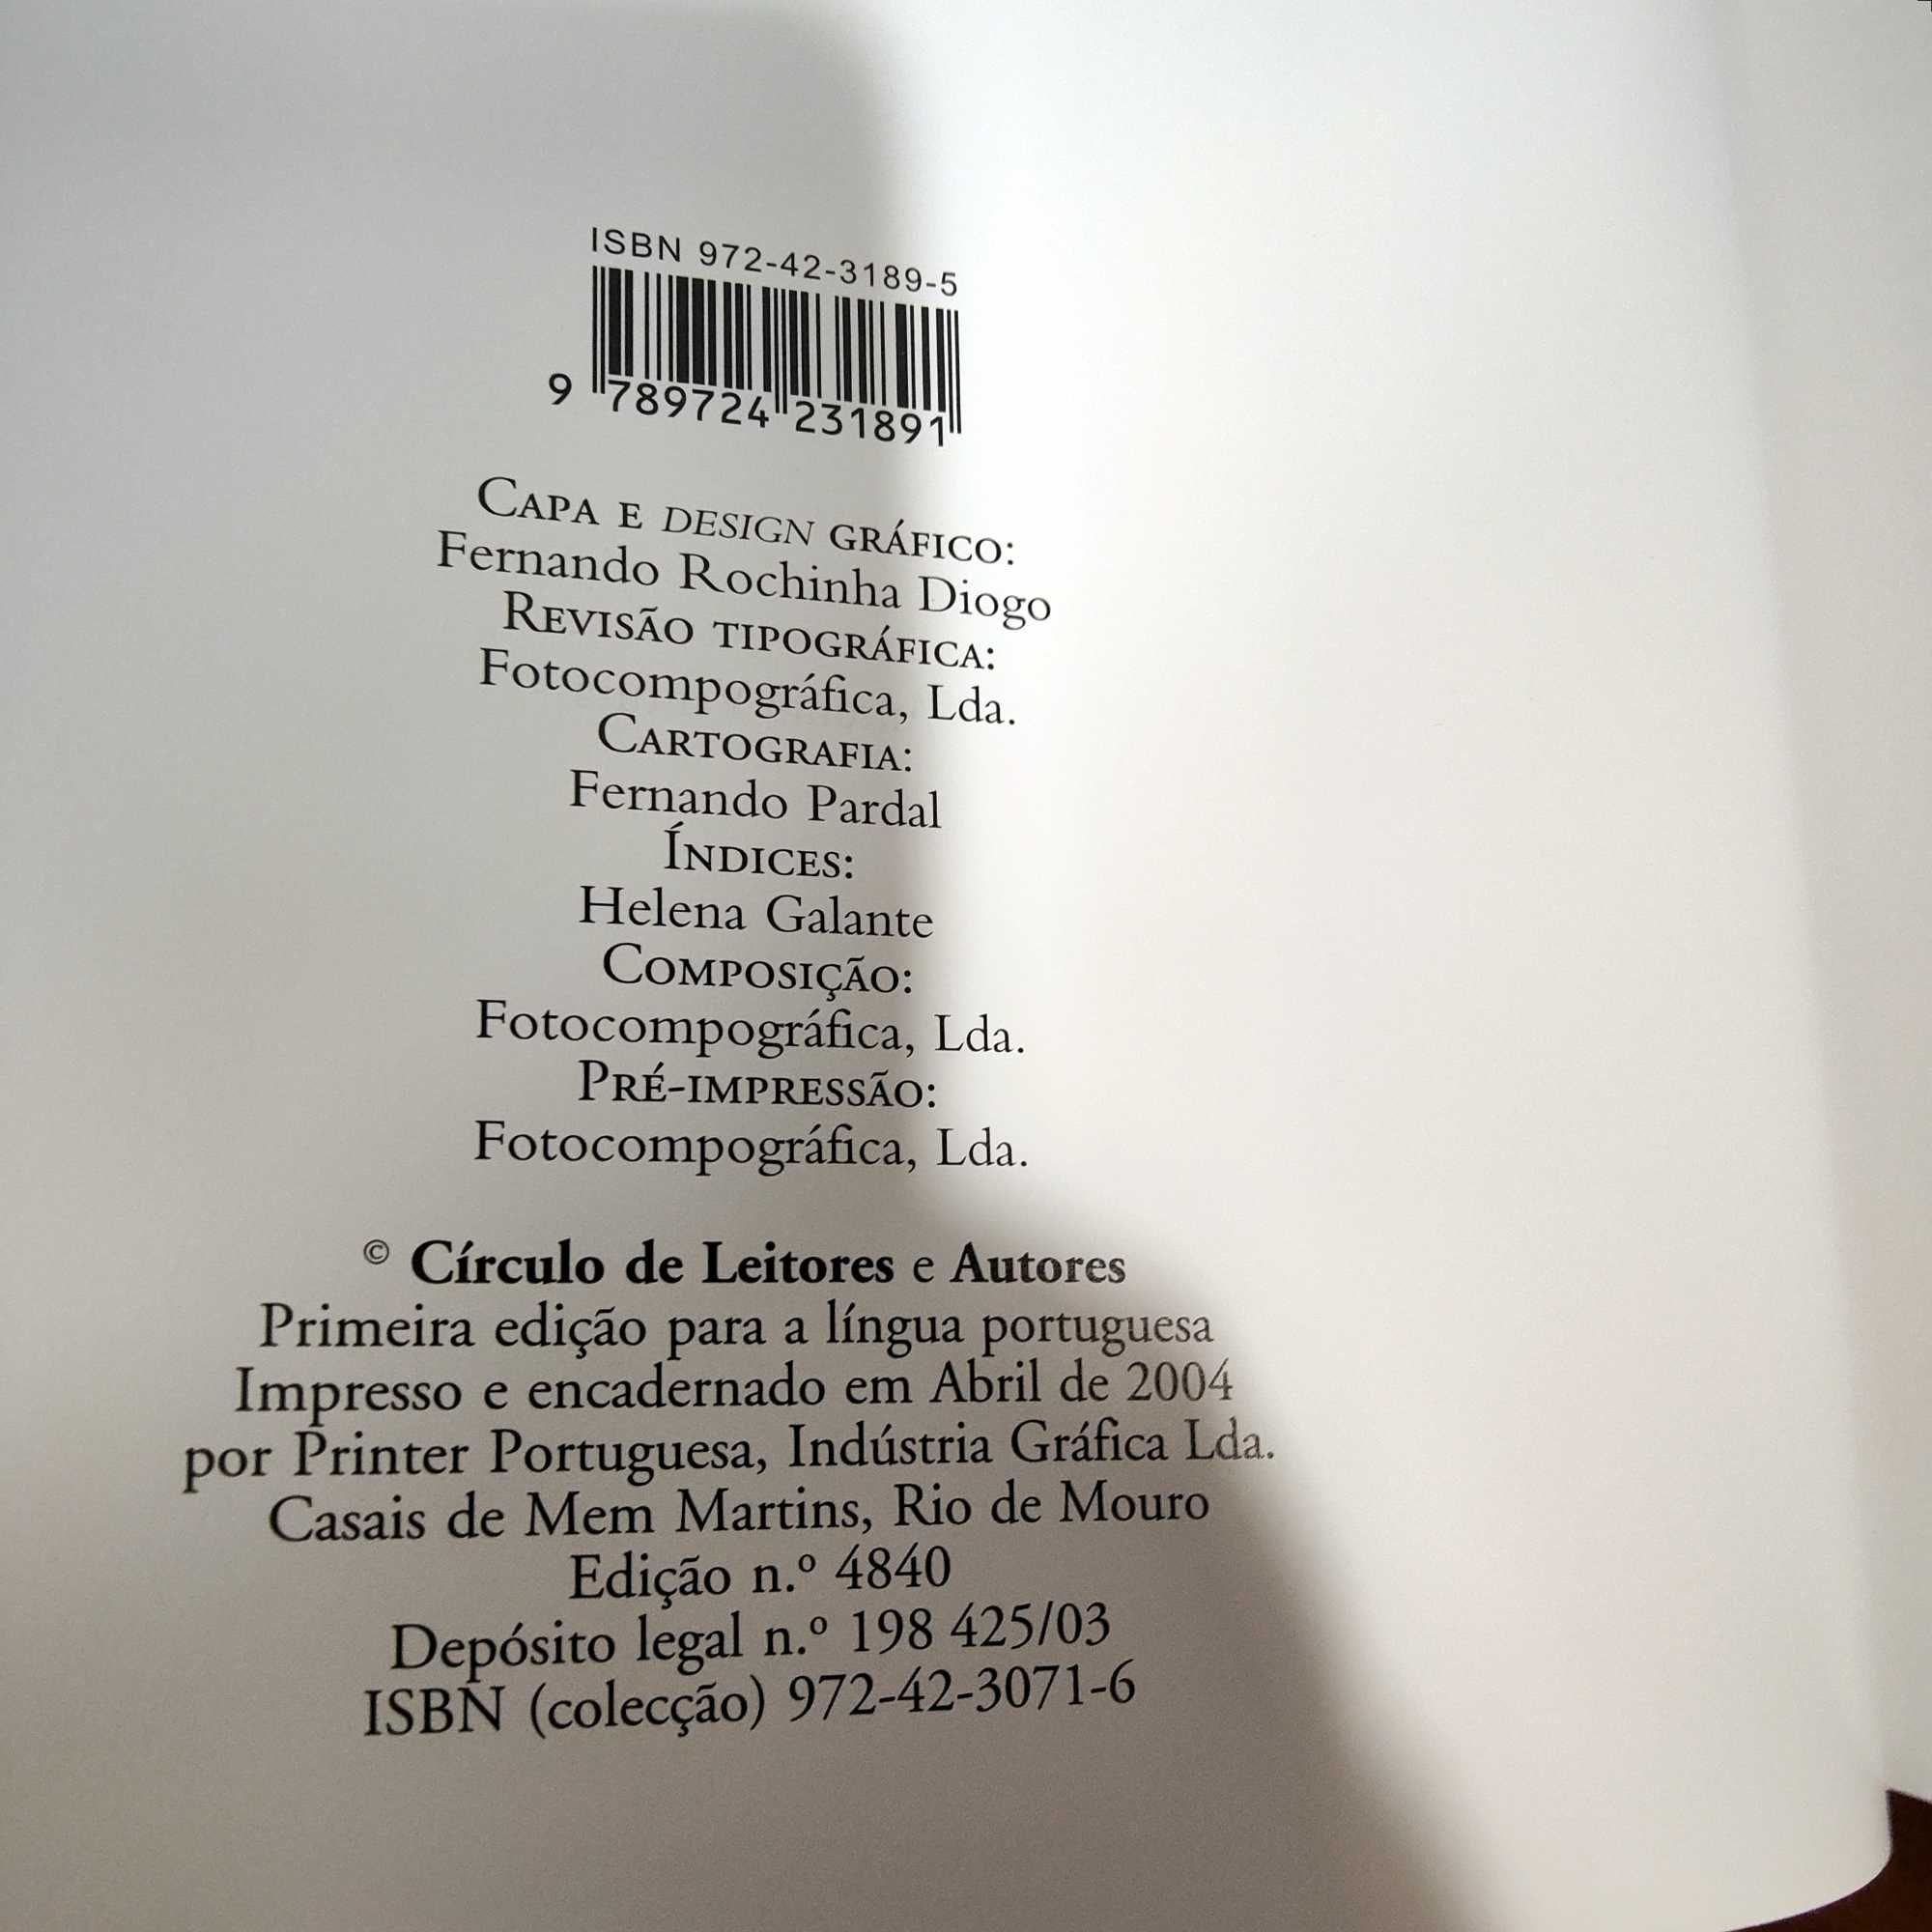 ISBN 972-42-3189-5
9 789724 231891
CAPA E DESIGN GRÁFICO:
Fernando Rochinha Diogo
REVISÃO TIPOGRÁFICA:
Fotocompográfica, Lda.
CARTOGRAFIA:
Fernando Pardal
ÍNDICES:
Helena Galante
COMPOSIÇÃO:
Fotocompográfica, Lda.
PRÉ-IMPRESSÃO:
Fotocompográfica, Lda.
© Círculo de Leitores e Autores
Primeira edição para a língua portuguesa
Impresso e encadernado em Abril de 2004
por Printer Portuguesa, Indústria Gráfica Lda.
Casais de Mem Martins, Rio de Mouro
Edição n.º 4840
Depósito legal n.º 198 425/03
ISBN (colecção) 972-42-3071-6